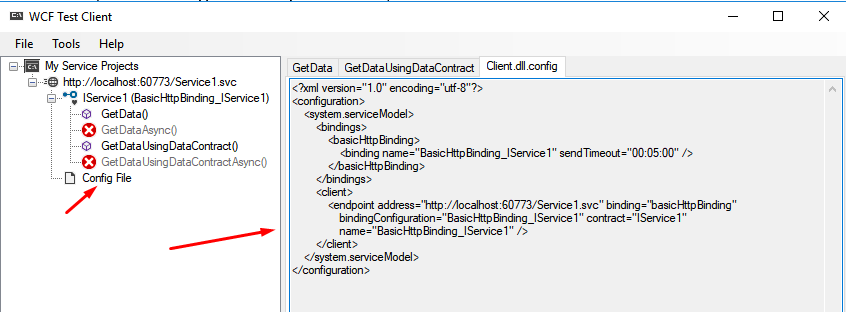 WCF Test Client
File Tools Help
My Service Projects
http://localhost:60773/Service1.svc
IService1 (BasicHttpBinding_IService1)
GetData()
GetDataAsync()
GetDataUsingDataContract()
GetDataUsingDataContractAsync()
Config File
GetData GetDataUsingDataContract Client.dll.config
<?xml version="1.0" encoding="utf-8"?>
<configuration>
<system.serviceModel>
<bindings>
<basicHttpBinding>
<binding name="BasicHttpBinding_IService1" sendTimeout="00:05:00" />
</basicHttpBinding>
</bindings>
<client>
<endpoint address="http://localhost:60773/Service1.svc" binding="basicHttpBinding"
bindingConfiguration="BasicHttpBinding_IService1" contract="IService1"
name="BasicHttpBinding_IService1" />
</client>
</system.serviceModel>
</configuration>